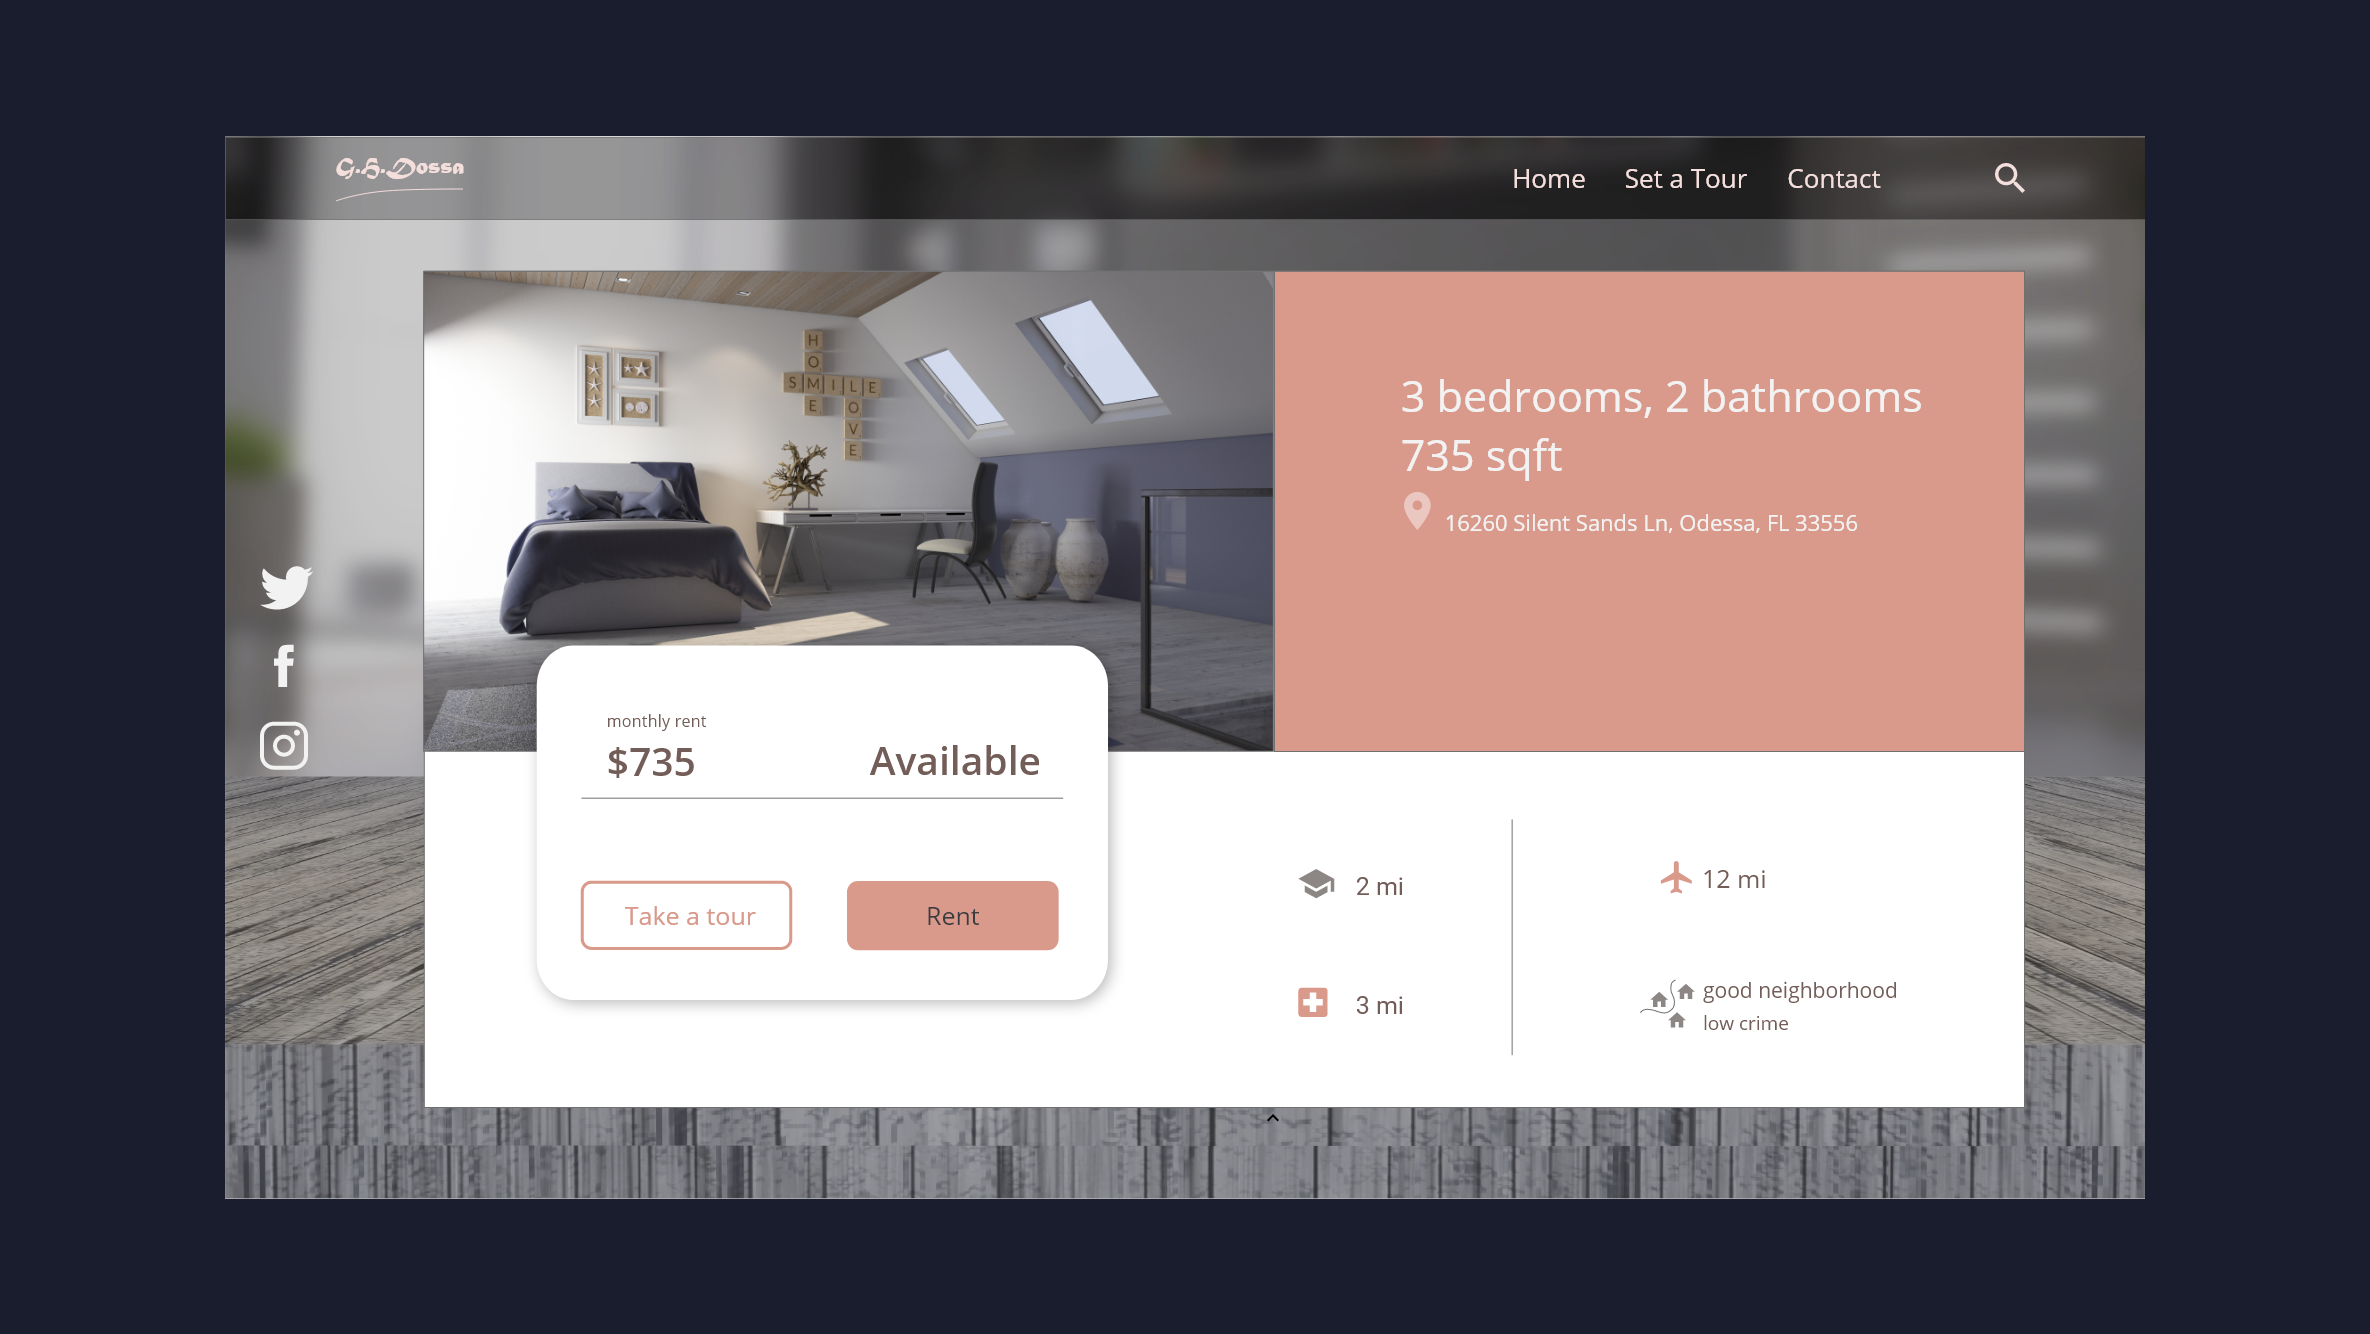 G.H.Dossa
Home
Set a Tour
Contact
HOME
SMILE
LOVE
3 bedrooms, 2 bathrooms
735 sqft
16260 Silent Sands Ln, Odessa, FL 33556
monthly rent
$735
Available
Take a tour
Rent
2 mi
12 mi
3 mi
good neighborhood
low crime